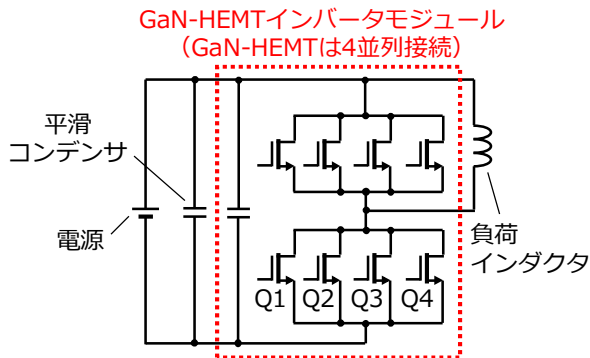 GaN-HEMTインバータモジュール
（GaN-HEMTは4並列接続）
平滑
コンデンサ
電源
負荷
インダクタ
Q1 Q2 Q3 Q4